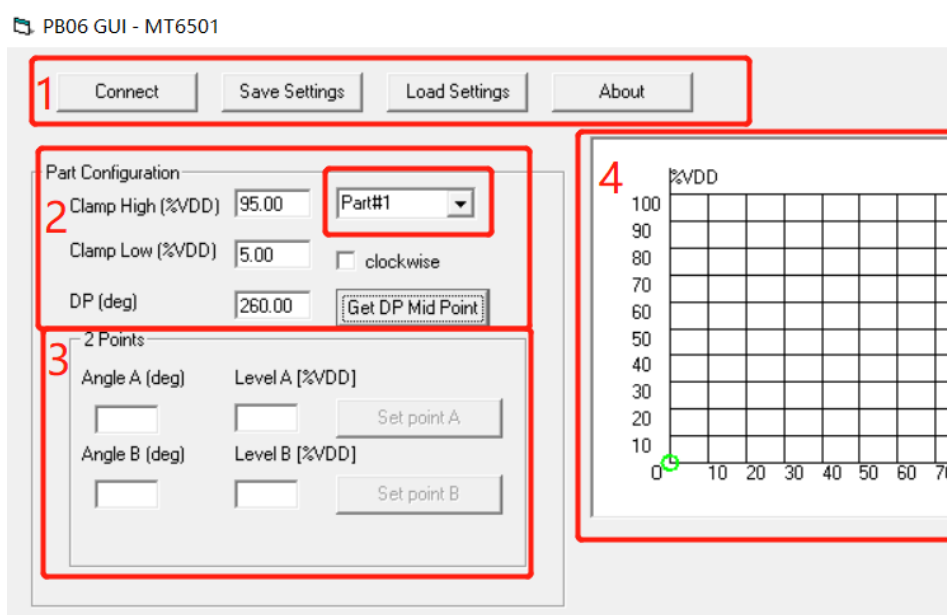 PB06 GUI - MT6501
1
Connect
Save Settings
Load Settings
About
Part Configuration
2
Clamp High (%VDD)
95.00
Part#1
Clamp Low (%VDD)
5.00
clockwise
DP (deg)
260.00
Get DP Mid Point
3
2 Points
Angle A (deg)
Level A [%VDD]
Set point A
Angle B (deg)
Level B [%VDD]
Set point B
4
%VDD
100
90
80
70
60
50
40
30
20
10
0
10 20 30 40 50 60 70